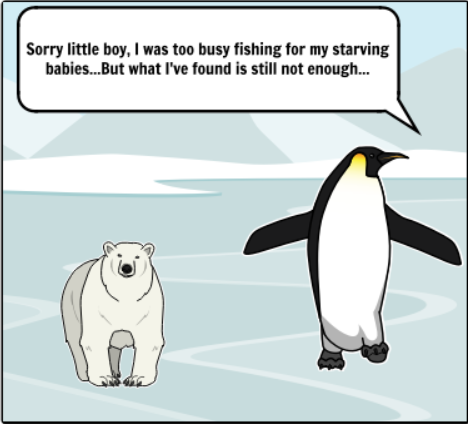 Sorry little boy, I was too busy fishing for my starving
babies...But what I've found is still not enough...